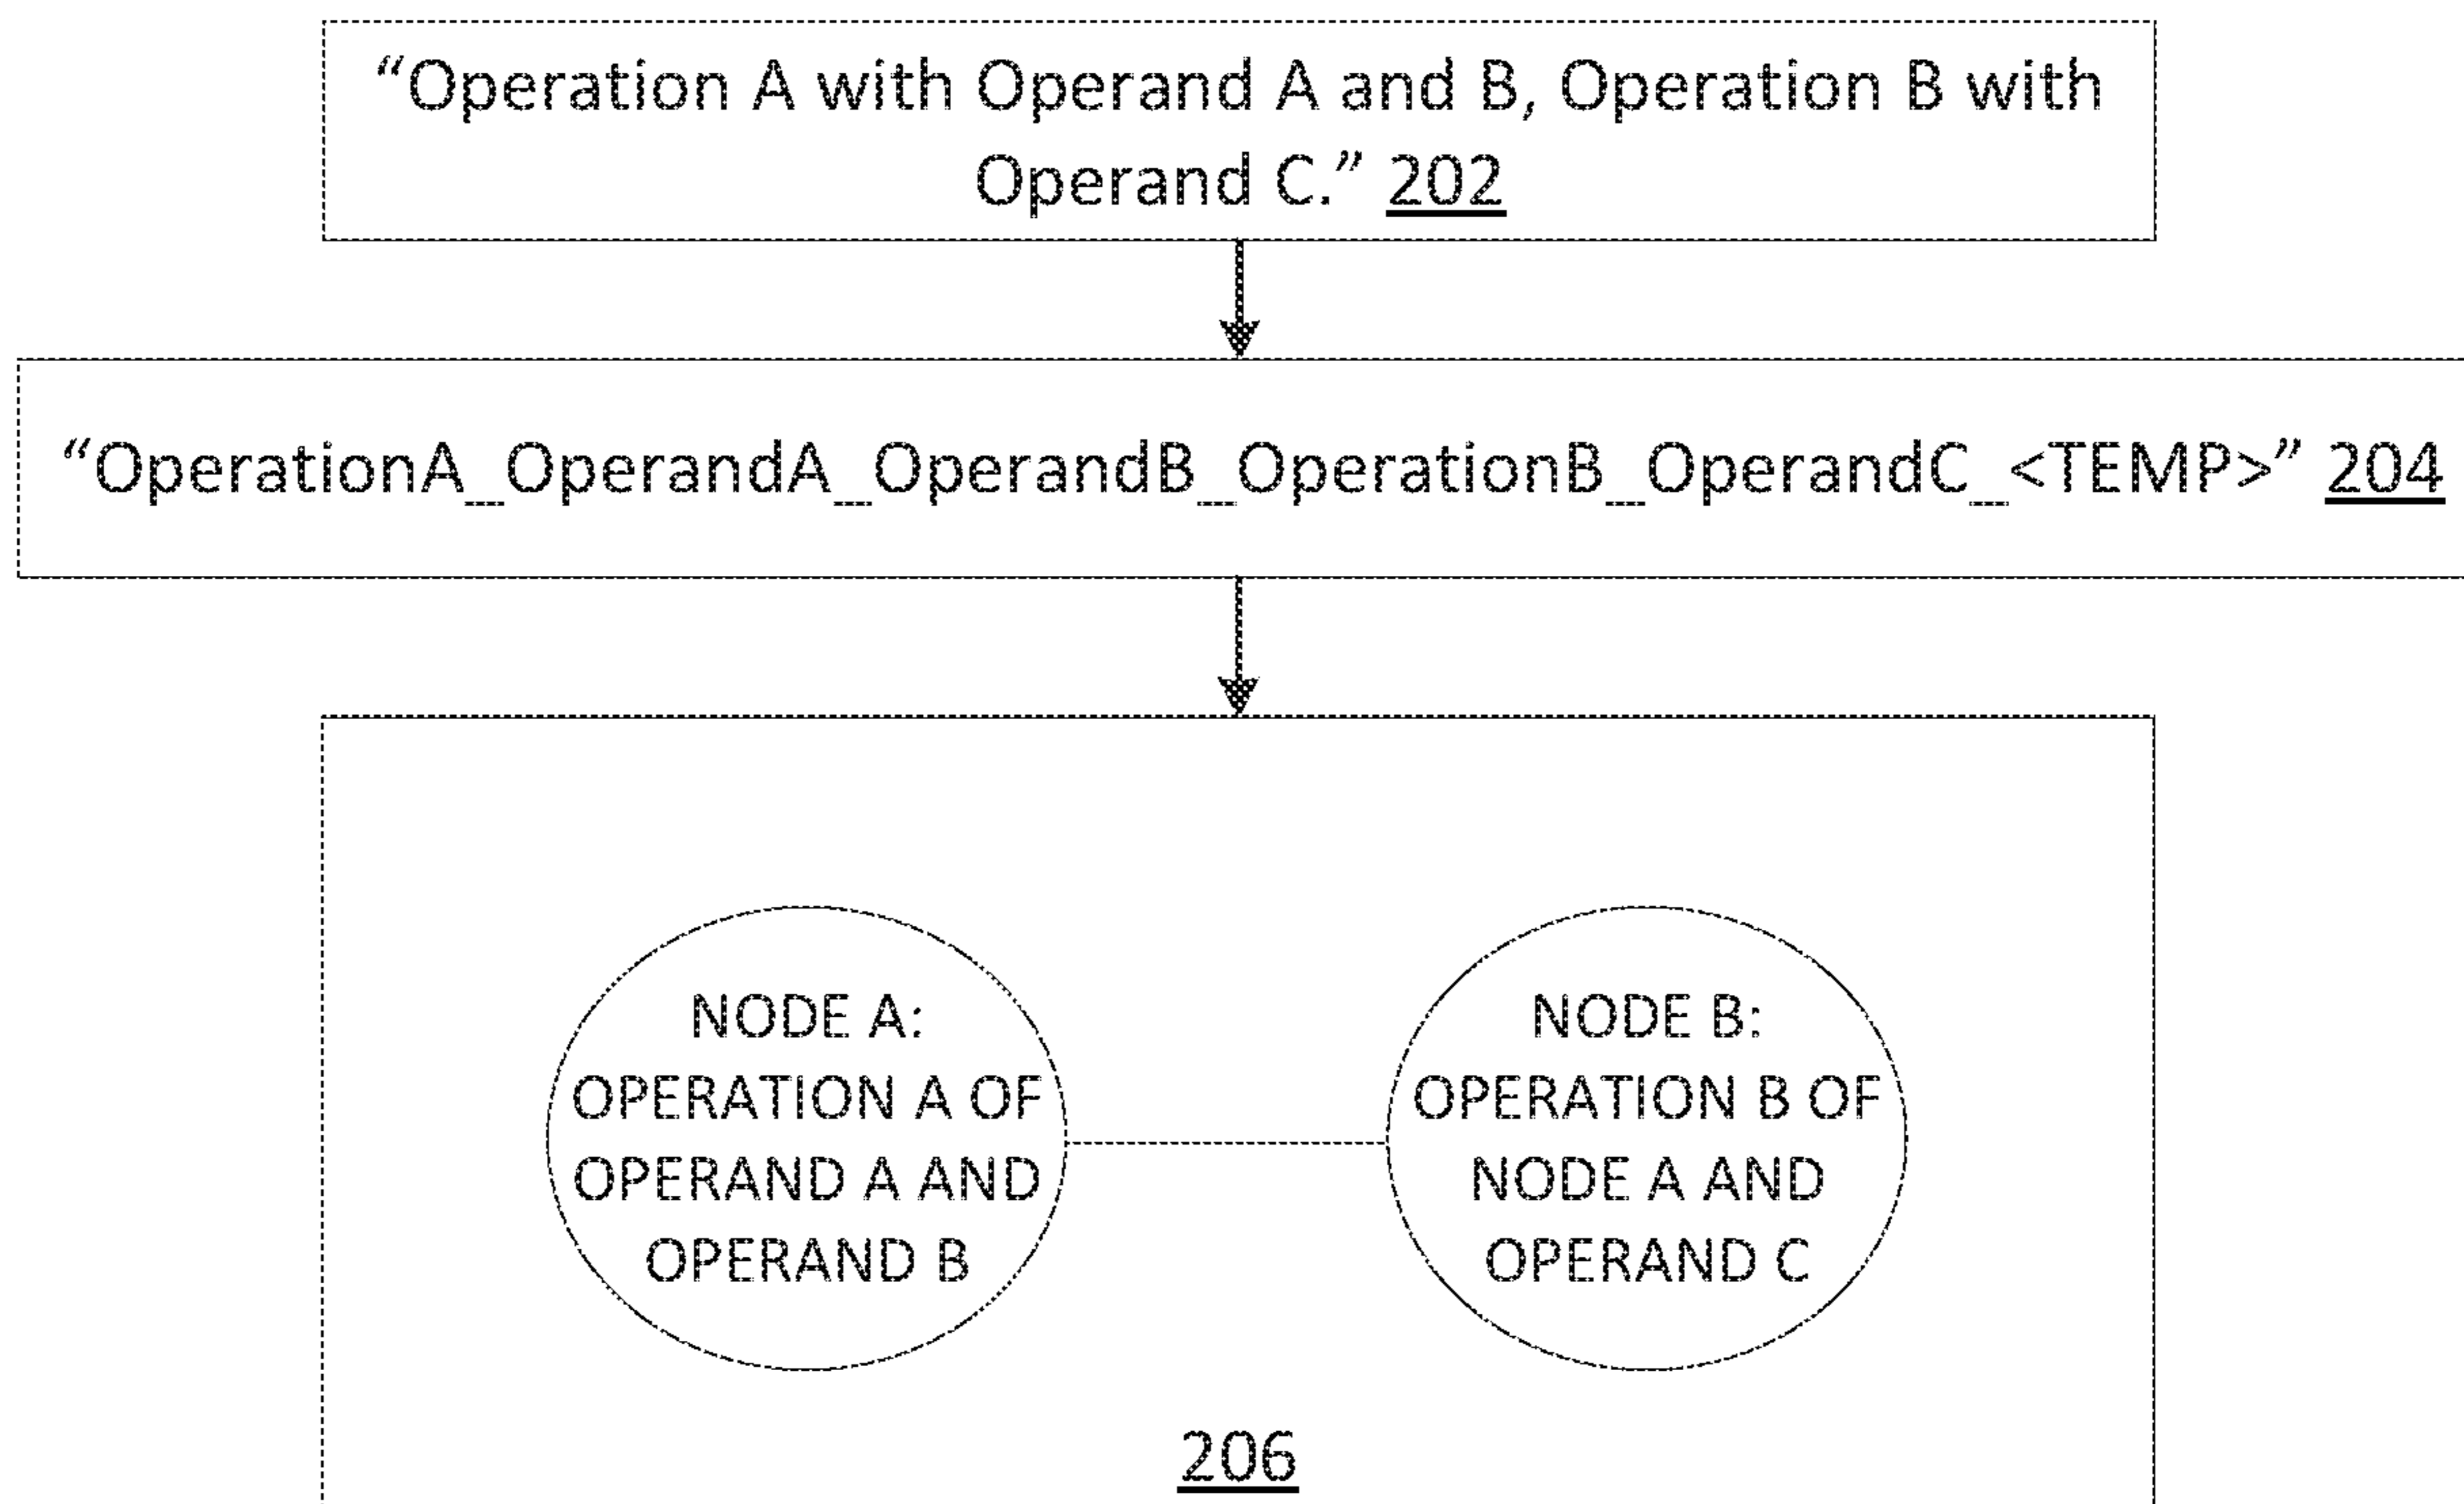 “Operation A with Operand A and B, Operation B with
Operand C.” 202
“OperationA_OperandA_OperandB_OperationB_OperandC_<TEMP>” 204
NODE A:
OPERATION A OF
OPERAND A AND
OPERAND B
NODE B:
OPERATION B OF
NODE A AND
OPERAND C
206